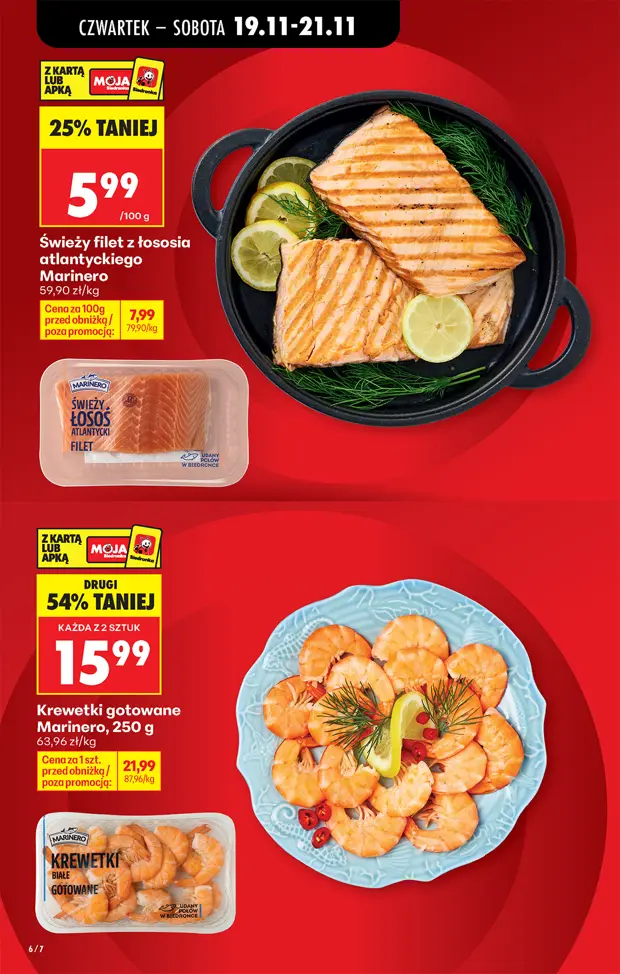 CZWARTEK – SOBOTA 19.11-21.11
Z KARTĄ
LUB
APKĄ
MOJA
Biedronka
Biedronka
25% TANIEJ
5 99
/100 g
Świeży filet z łososia
atlantyckiego
Marinero
59,90 zł/kg
Cena za 100g
przed obniżką /
poza promocją:
7,99
79,90/kg
MARINERO
ŚWIEŻY
ŁOSOŚ
ATLANTYCKI
FILET
UDANY
POŁÓW
W BIEDRONCE
Z KARTĄ
LUB
APKĄ
MOJA
Biedronka
Biedronka
DRUGI
54% TANIEJ
KAŻDA Z 2 SZTUK
15 99
Krewetki gotowane
Marinero, 250 g
63,96 zł/kg
Cena za 1 szt.
przed obniżką /
poza promocją:
21,99
87,96/kg
MARINERO
KREWETKI
BIAŁE
GOTOWANE
UDANY
POŁÓW
W BIEDRONCE
6/7